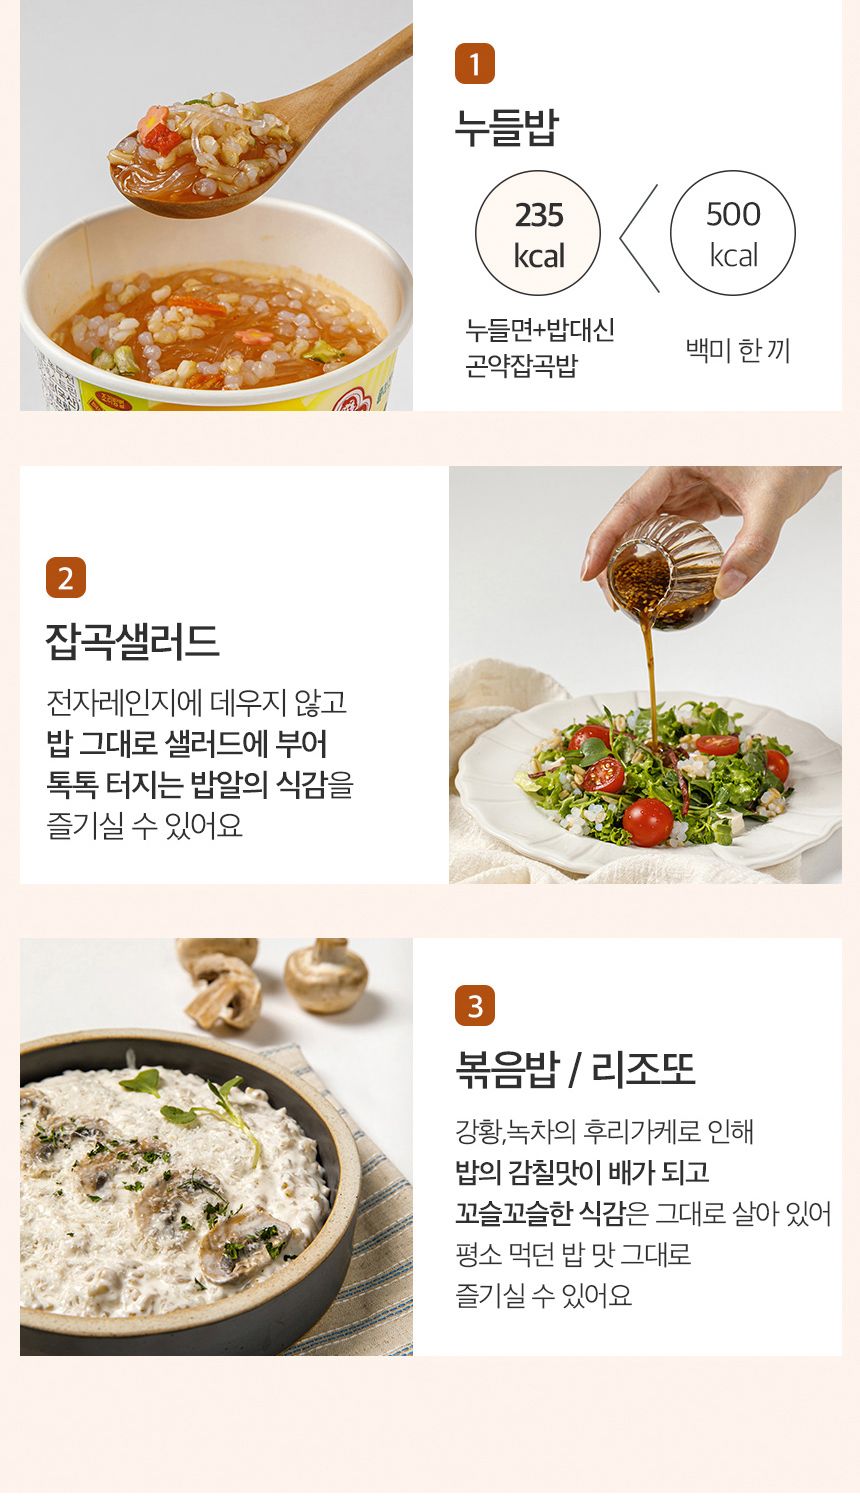 1
누들밥
235
kcal
500
kcal
누들면+밥대신
곤약잡곡밥
백미 한 끼
조리방법
2
잡곡샐러드
전자레인지에 데우지 않고
밥 그대로 샐러드에 부어
톡톡 터지는 밥알의 식감을
즐기실 수 있어요
3
볶음밥 / 리조또
강황,녹차의 후리가케로 인해
밥의 감칠맛이 배가 되고
꼬슬꼬슬한 식감은 그대로 살아 있어
평소 먹던 밥 맛 그대로
즐기실 수 있어요